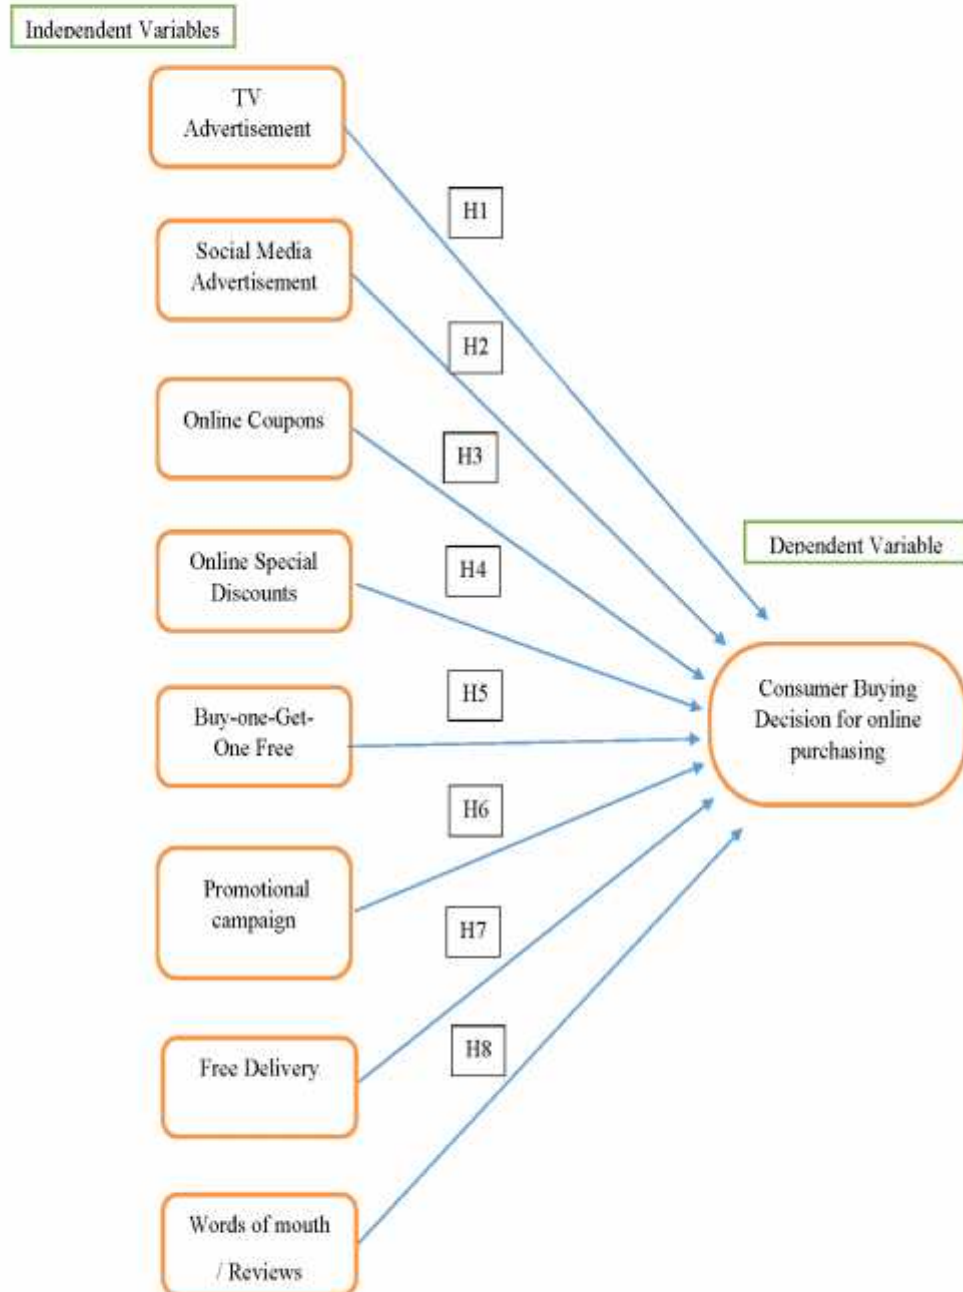 Independent Variables
TV
Advertisement
H1
Social Media
Advertisement
H2
Online Coupons
H3
Online Special
Discounts
H4
Dependent Variable
Buy-one-Get-
One Free
H5
Consumer Buying
Decision for online
purchasing
H6
Promotional
campaign
H7
Free Delivery
H8
Words of mouth
/ Reviews